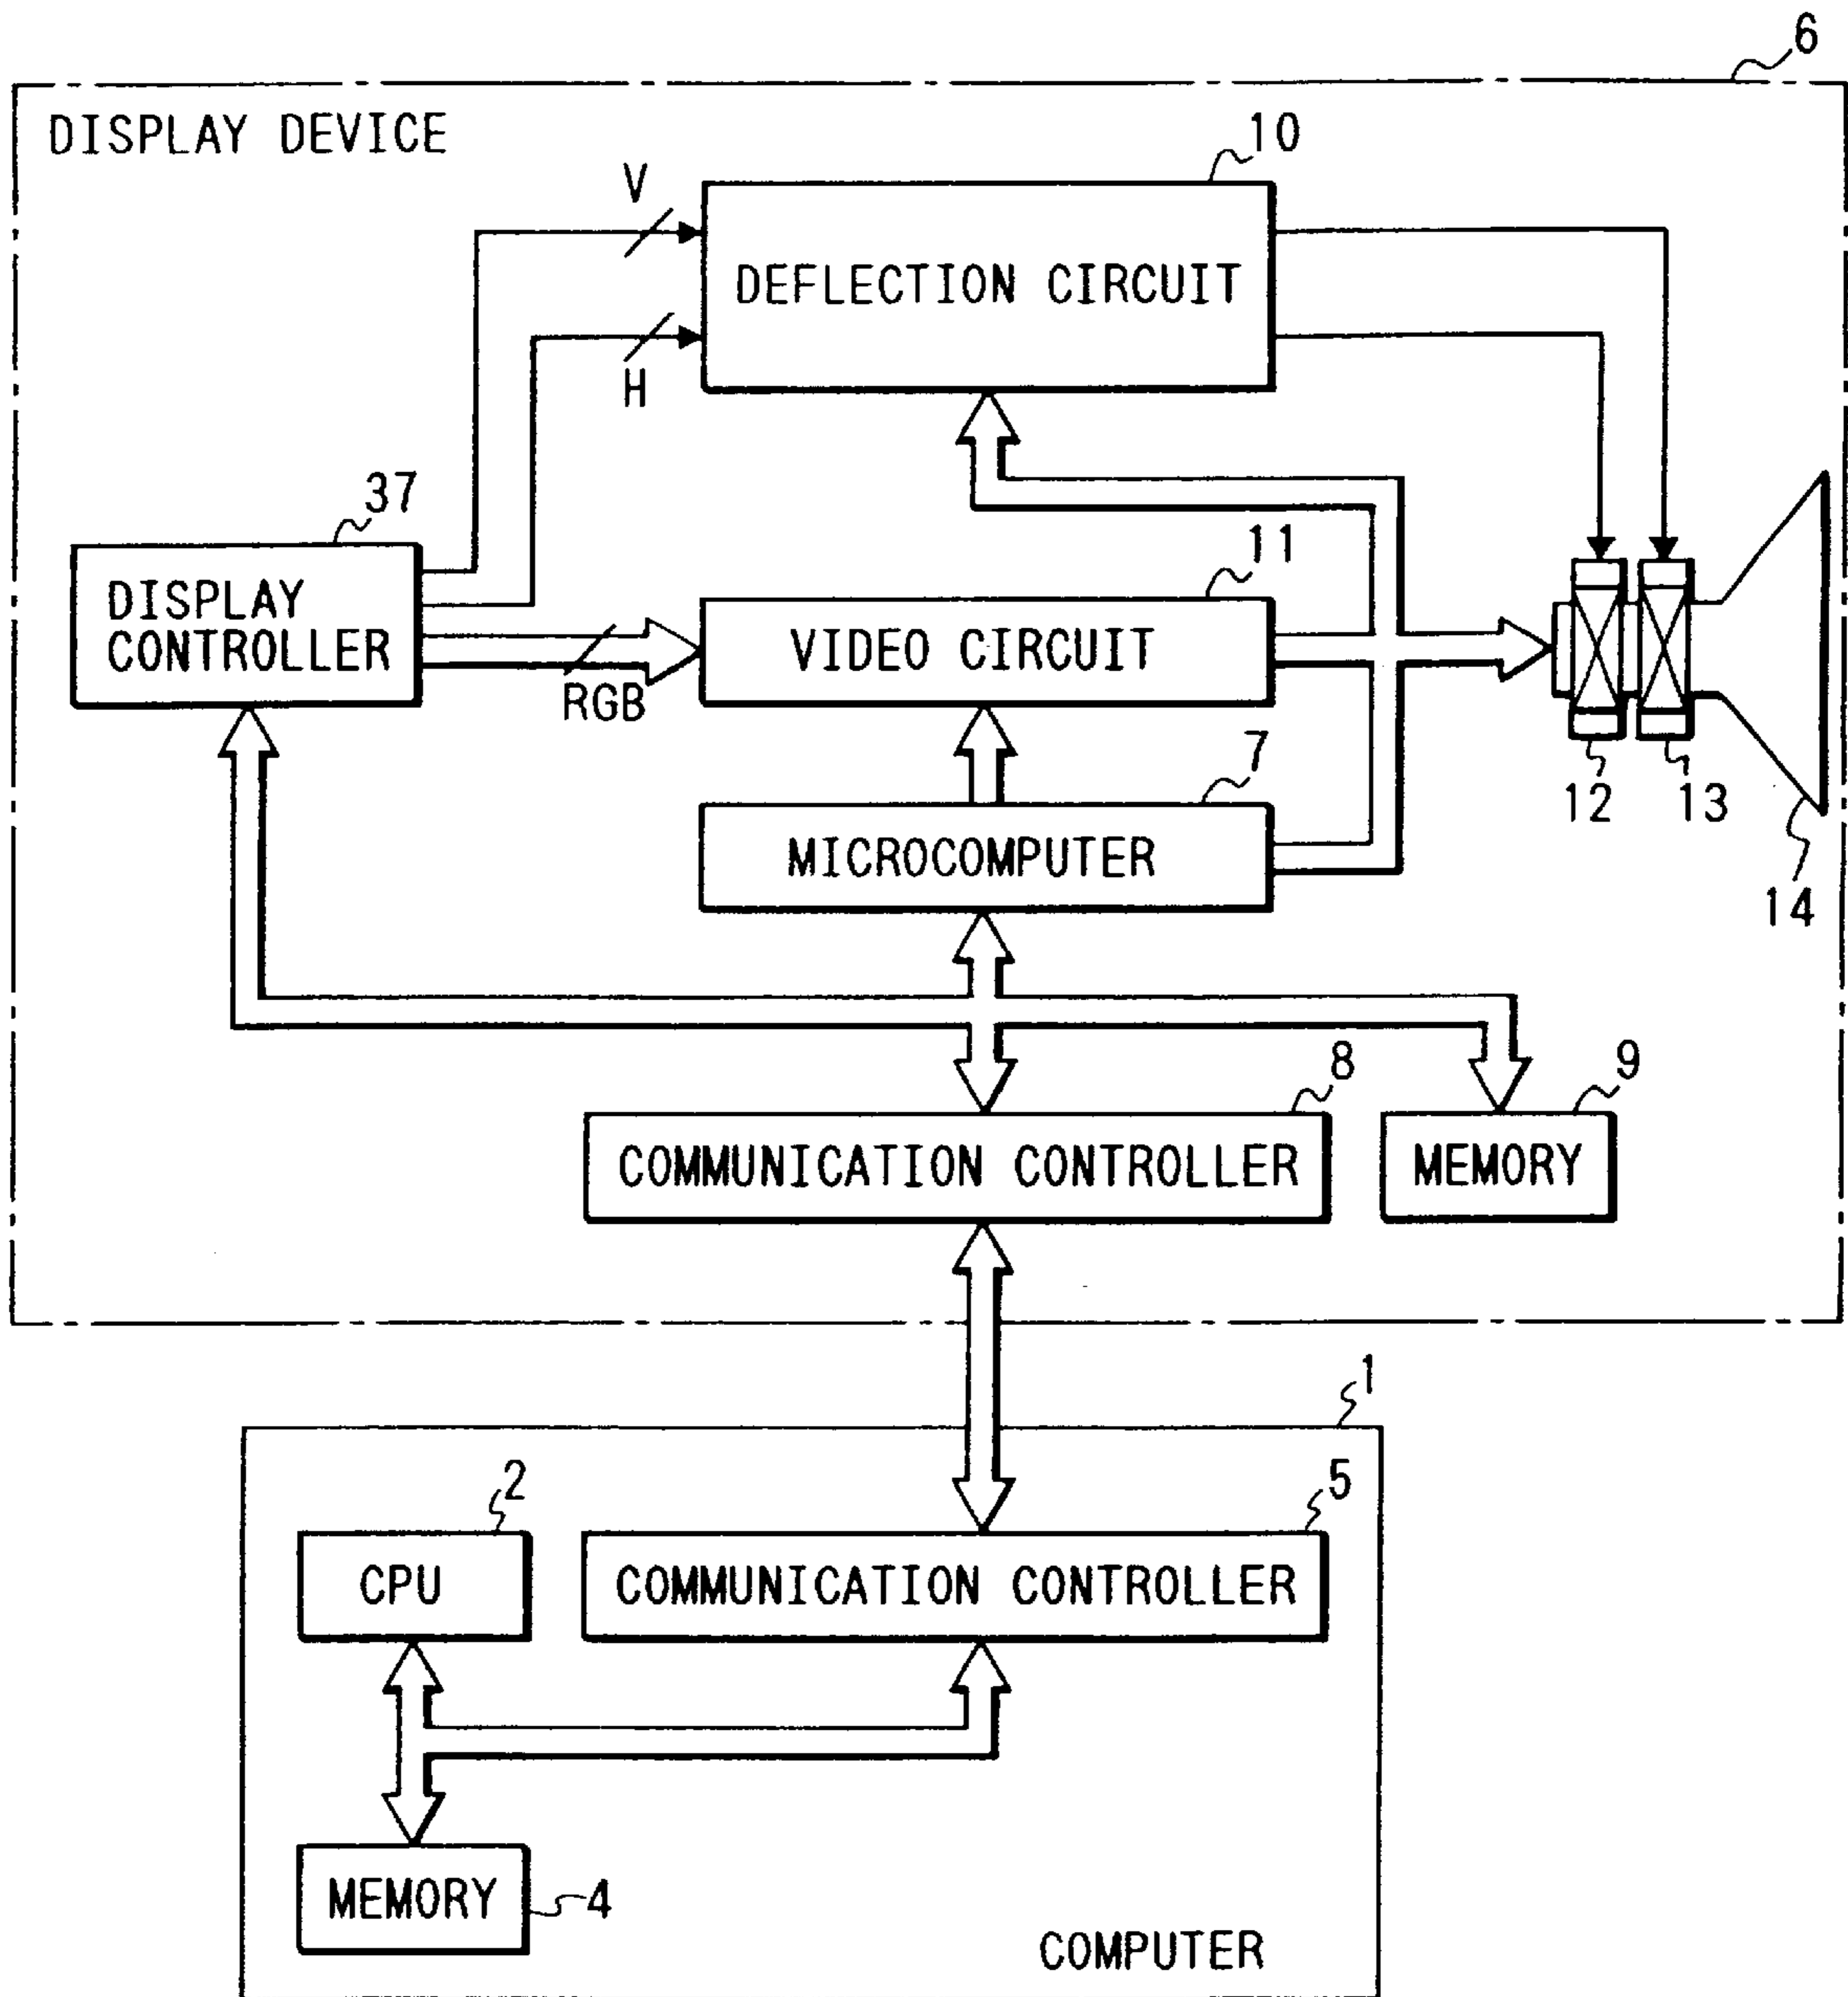 6
DISPLAY DEVICE
10
V
DEFLECTION CIRCUIT
H
37
11
DISPLAY
CONTROLLER
VIDEO CIRCUIT
RGB
7
12
13
MICROCOMPUTER
14
8
9
COMMUNICATION CONTROLLER
MEMORY
1
2
5
CPU
COMMUNICATION CONTROLLER
MEMORY
4
COMPUTER